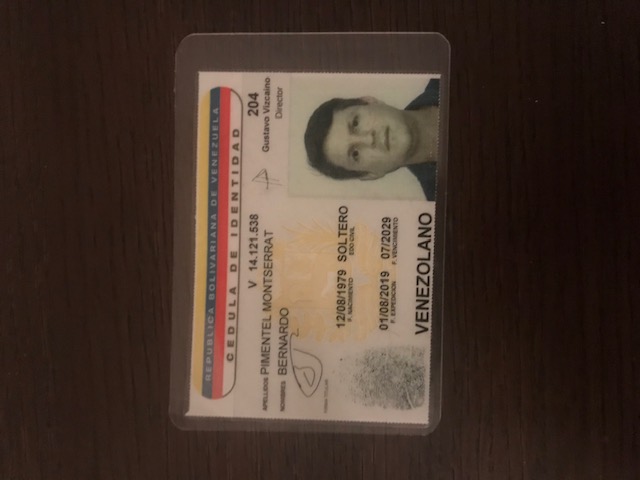 REPUBLICA BOLIVARIANA DE VENEZUELA
CEDULA DE IDENTIDAD
V 14.121.538
204
Gustavo Vizcaino
Director
APELLIDOS PIMENTEL MONTSERRAT
NOMBRES BERNARDO
FIRMA TITULAR
12/08/1979 SOLTERO
F. NACIMIENTO EDO CIVIL
01/08/2019 07/2029
F. EXPEDICION F. VENCIMIENTO
VENEZOLANO